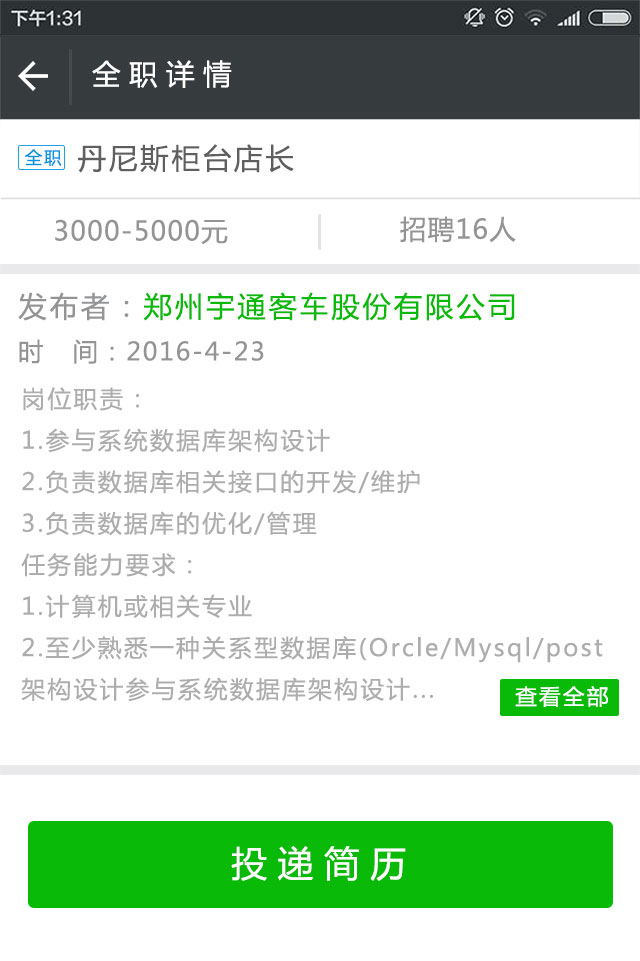 下午1:31
全职详情
全职 丹尼斯柜台店长
3000-5000元 招聘16人
发布者：郑州宇通客车股份有限公司
时 间：2016-4-23
岗位职责：
1.参与系统数据库架构设计
2.负责数据库相关接口的开发/维护
3.负责数据库的优化/管理
任务能力要求：
1.计算机或相关专业
2.至少熟悉一种关系型数据库(Orcle/Mysql/post
架构设计参与系统数据库架构设计... 查看全部
投递简历